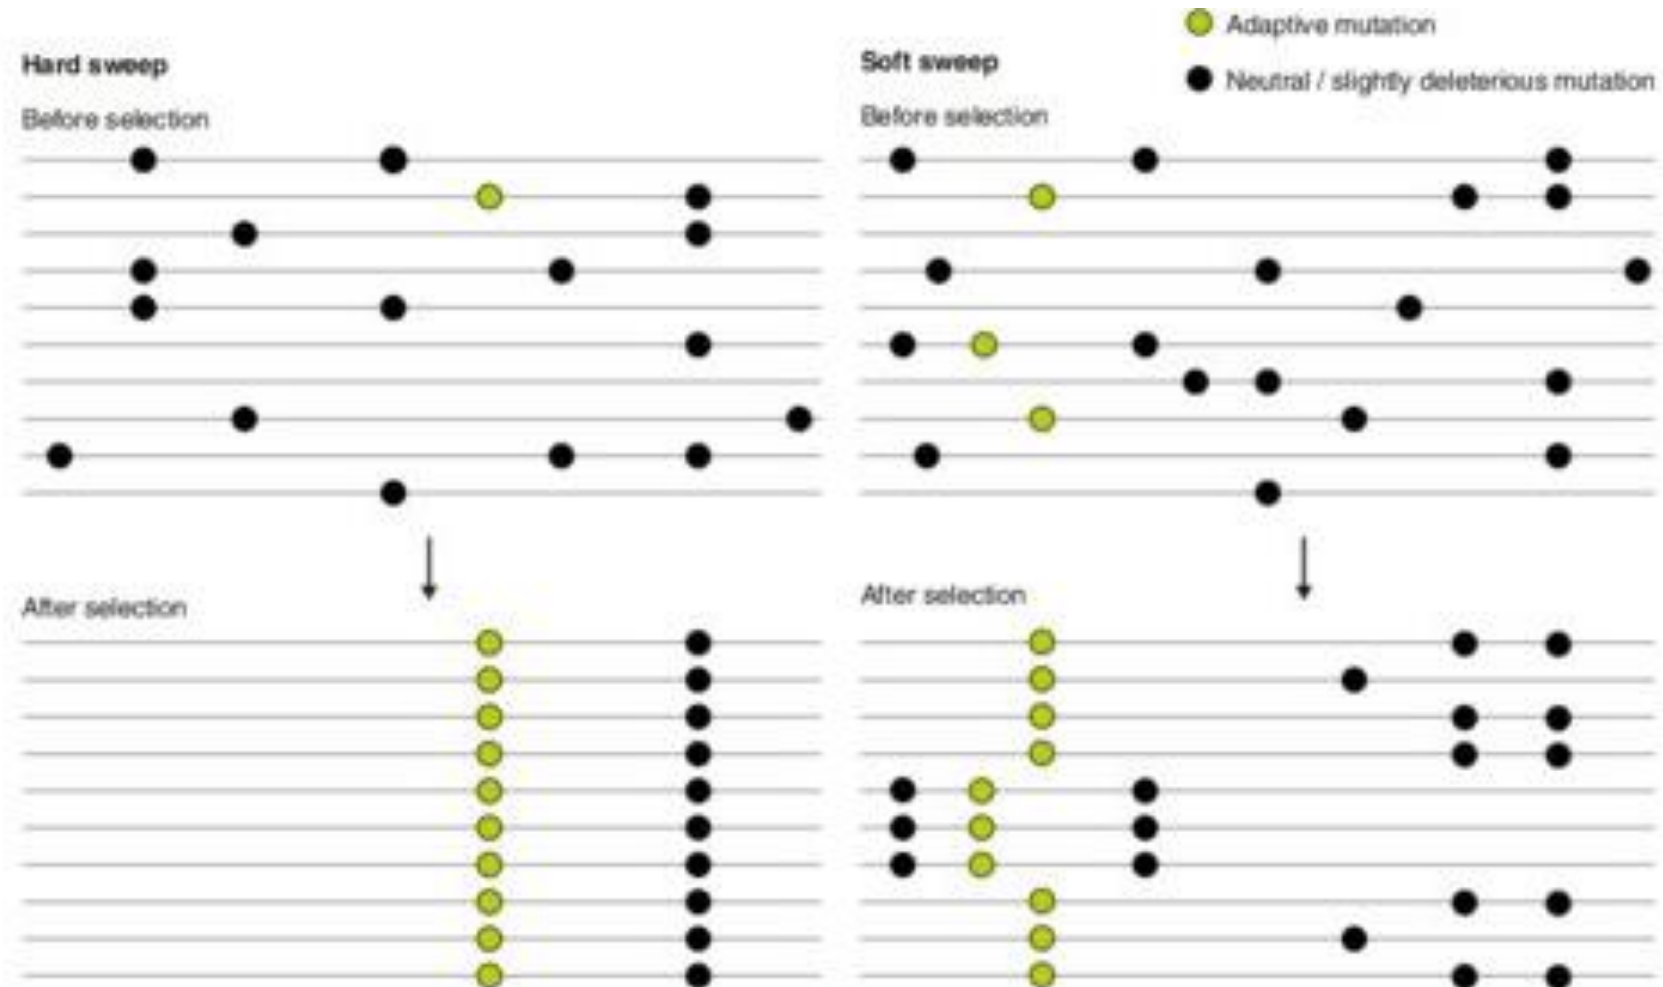 Adaptive mutation
Neutral / slightly deleterious mutation
Hard sweep
Before selection
After selection
Soft sweep
Before selection
After selection